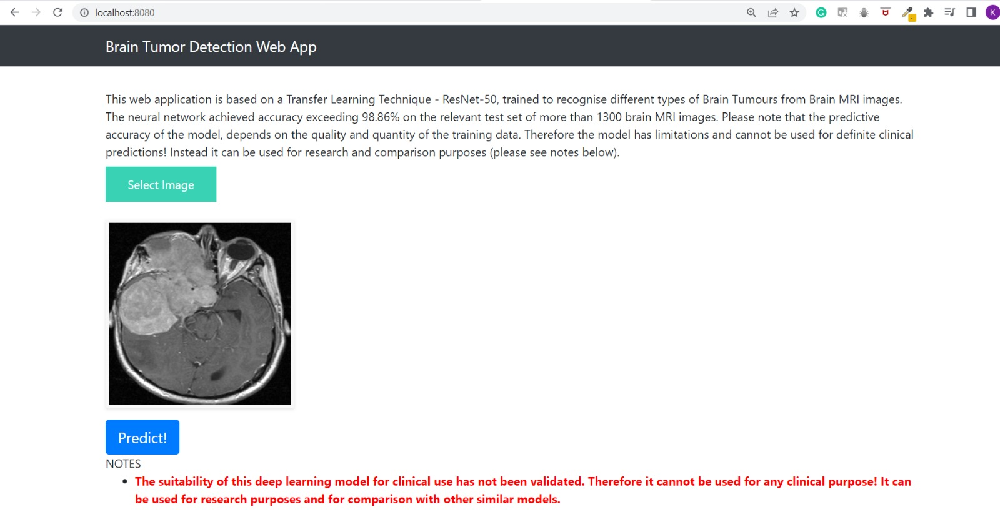 localhost:8080
K
Brain Tumor Detection Web App
This web application is based on a Transfer Learning Technique - ResNet-50, trained to recognise different types of Brain Tumours from Brain MRI images.
The neural network achieved accuracy exceeding 98.86% on the relevant test set of more than 1300 brain MRI images. Please note that the predictive
accuracy of the model, depends on the quality and quantity of the training data. Therefore the model has limitations and cannot be used for definite clinical
predictions! Instead it can be used for research and comparison purposes (please see notes below).
Select Image
Predict!
NOTES
The suitability of this deep learning model for clinical use has not been validated. Therefore it cannot be used for any clinical purpose! It can
be used for research purposes and for comparison with other similar models.